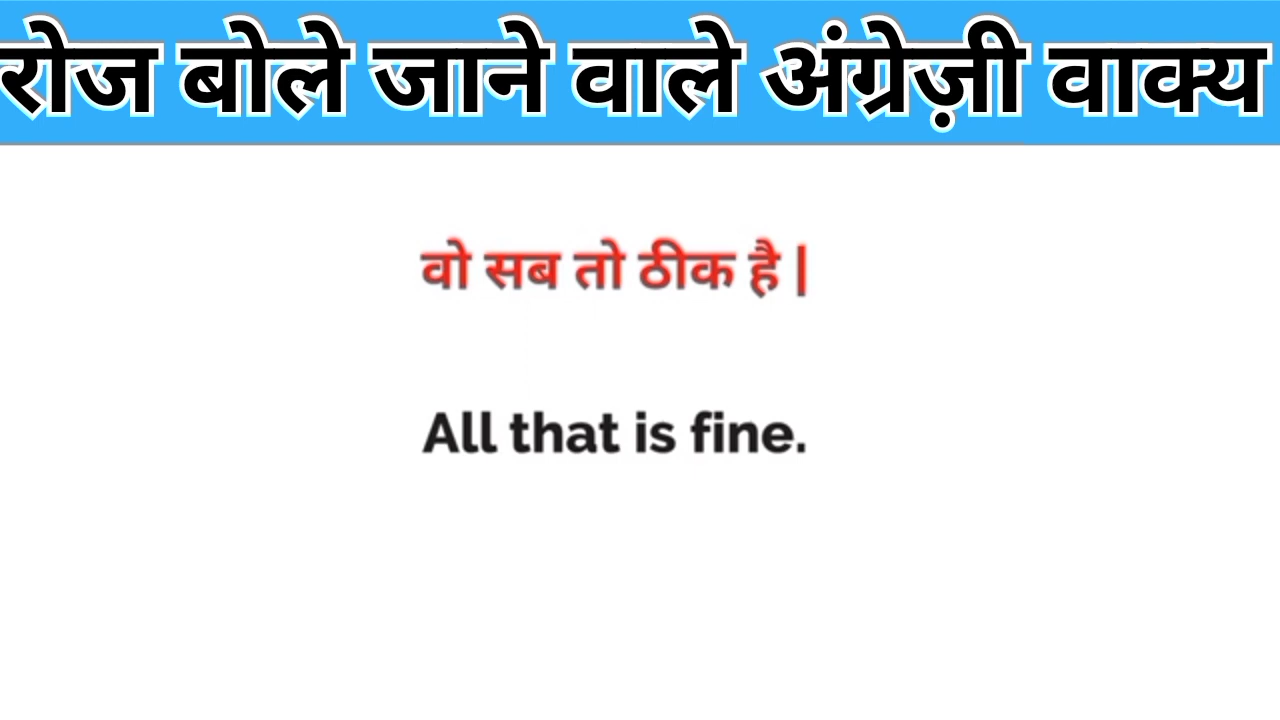 रोज बोले जाने वाले अंग्रेज़ी वाक्य
वो सब तो ठीक है |
All that is fine.